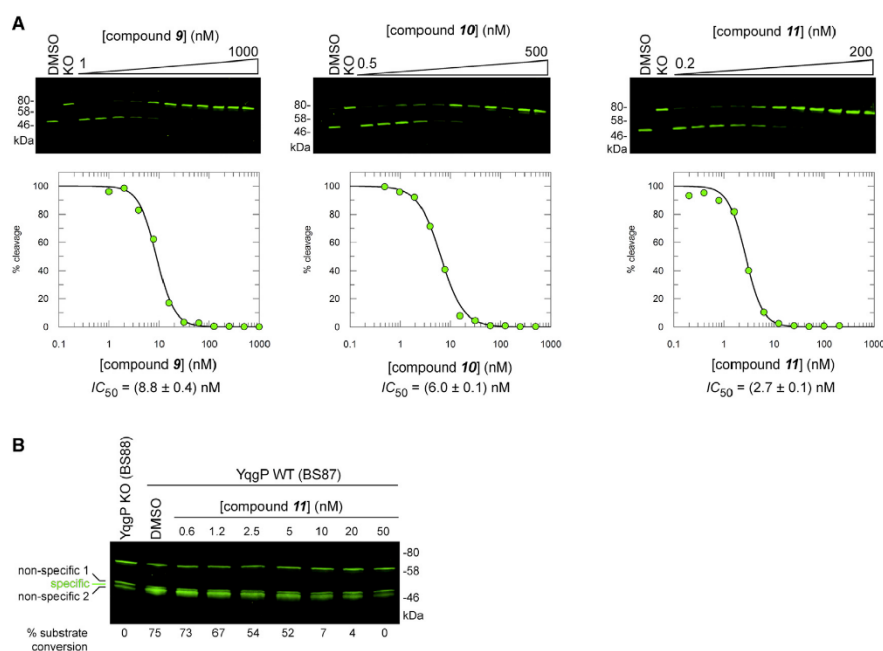 A
DMSO
KO
[compound 9] (nM)
1 1000
80-
58-
46-
kDa
% cleavage
100
80
60
40
20
0
0.1 1 10 100 1000
[compound 9] (nM)
IC50 = (8.8 ± 0.4) nM
DMSO
KO
[compound 10] (nM)
0.5 500
80-
58-
46-
kDa
% cleavage
100
80
60
40
20
0
0.1 1 10 100 1000
[compound 10] (nM)
IC50 = (6.0 ± 0.1) nM
DMSO
KO
[compound 11] (nM)
0.2 200
80-
58-
46-
kDa
% cleavage
100
80
60
40
20
0
0.1 1 10 100 1000
[compound 11] (nM)
IC50 = (2.7 ± 0.1) nM
B
YqgP KO (BS88)
YqgP WT (BS87)
DMSO
[compound 11] (nM)
0.6 1.2 2.5 5 10 20 50
non-specific 1
specific
non-specific 2
-80
-58
-46
kDa
% substrate
conversion
0 75 73 67 54 52 7 4 0